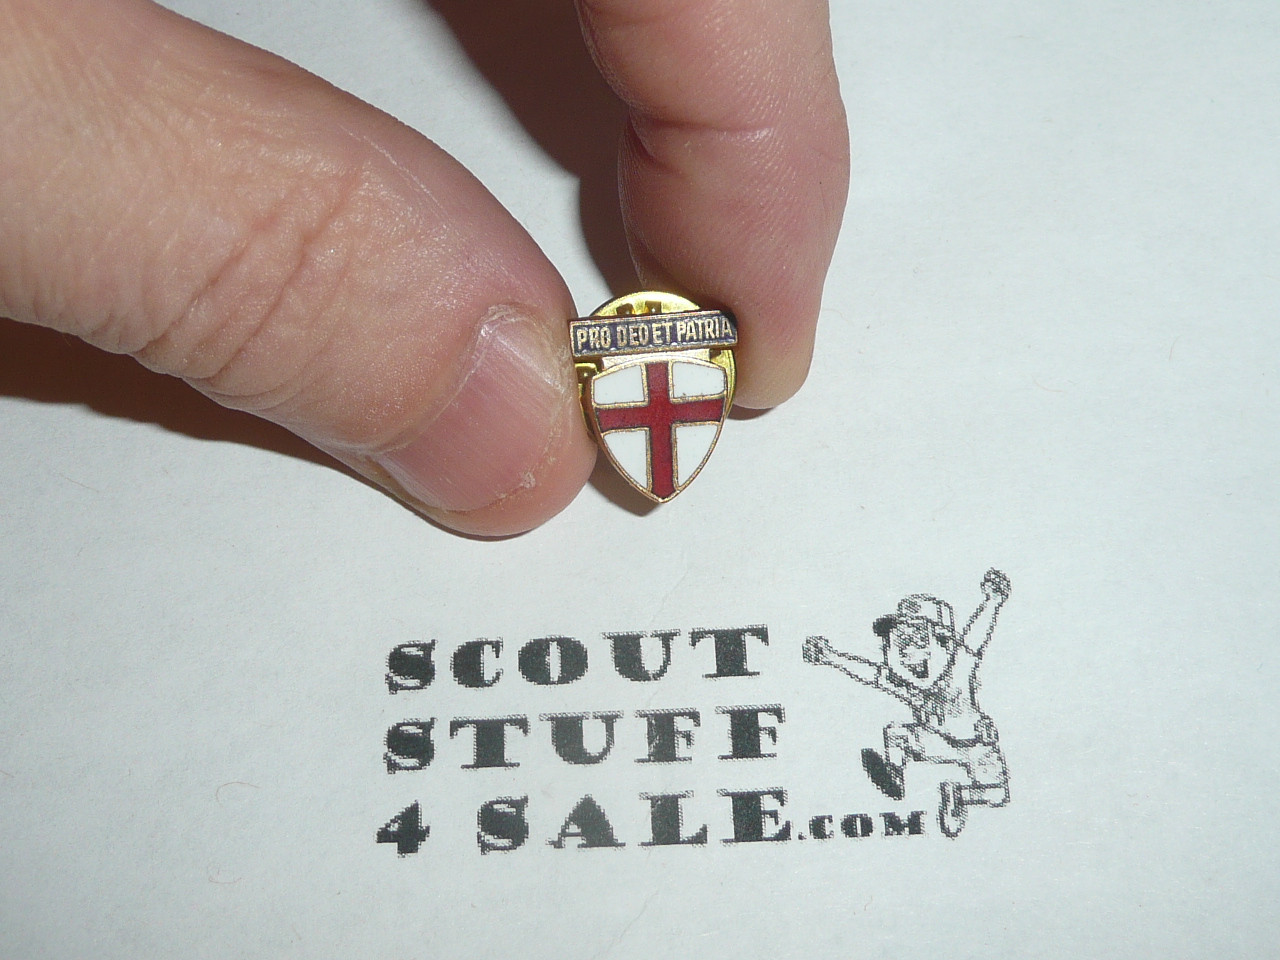 PRO DEO ET PATRIA
SCOUT
STUFF
4 SALE.COM